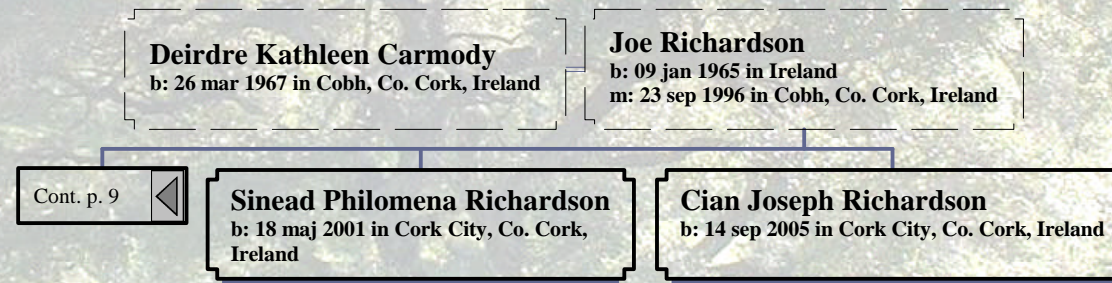 Deirdre Kathleen Carmody
b: 26 mar 1967 in Cobh, Co. Cork, Ireland
Joe Richardson
b: 09 jan 1965 in Ireland
m: 23 sep 1996 in Cobh, Co. Cork, Ireland
Cont. p. 9
Sinead Philomena Richardson
b: 18 maj 2001 in Cork City, Co. Cork,
Ireland
Cian Joseph Richardson
b: 14 sep 2005 in Cork City, Co. Cork, Ireland